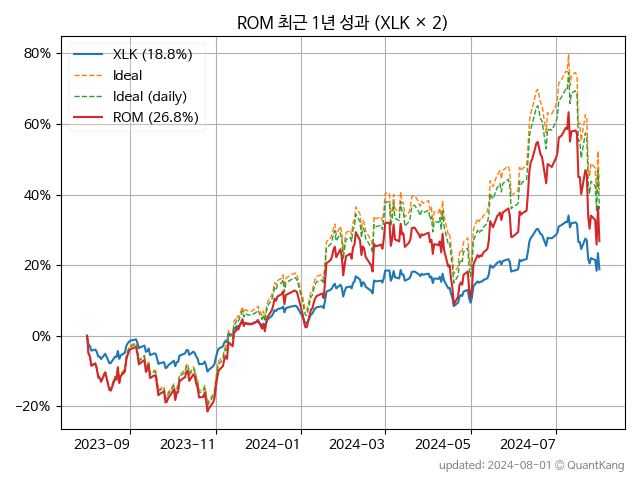 ROM 최근 1년 성과 (XLK × 2)
XLK (18.8%)
Ideal
Ideal (daily)
ROM (26.8%)
80%
60%
40%
20%
0%
−20%
2023−09
2023−11
2024−01
2024−03
2024−05
2024−07
updated: 2024-08-01 © QuantKang